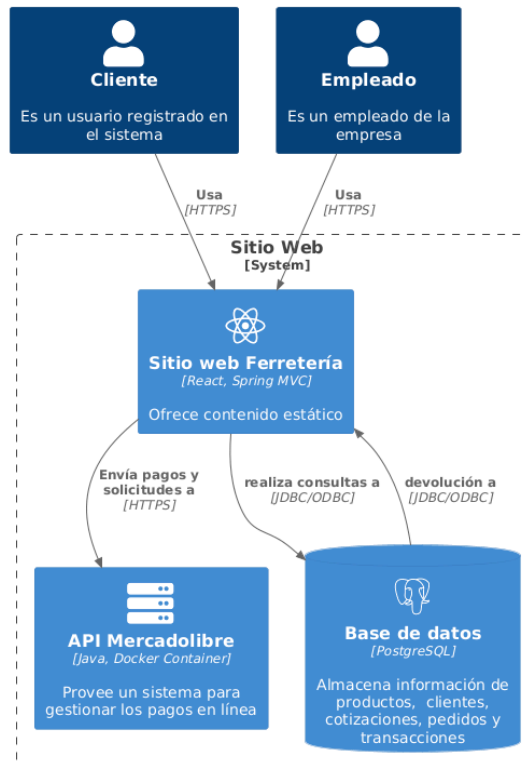 Cliente
Es un usuario registrado en
el sistema
Empleado
Es un empleado de la
empresa
Usa
[HTTPS]
Usa
[HTTPS]
Sitio Web
[System]
Sitio web Ferretería
[React, Spring MVC]
Ofrece contenido estático
Envía pagos y
solicitudes a
[HTTPS]
realiza consultas a
[JDBC/ODBC]
devolución a
[JDBC/ODBC]
API Mercadolibre
[Java, Docker Container]
Provee un sistema para
gestionar los pagos en línea
Base de datos
[PostgreSQL]
Almacena información de
productos,  clientes,
cotizaciones, pedidos y
transacciones